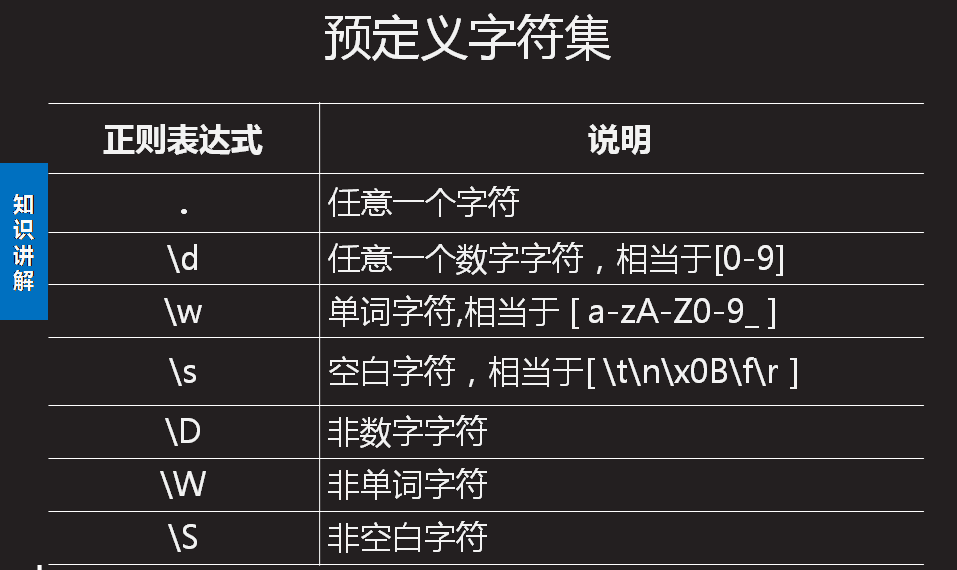 预定义字符集
正则表达式 说明
. 任意一个字符
\d 任意一个数字字符，相当于[0-9]
\w 单词字符,相当于 [ a-zA-Z0-9_ ]
\s 空白字符，相当于[ \t\n\x0B\f\r ]
\D 非数字字符
\W 非单词字符
\S 非空白字符
知识讲解